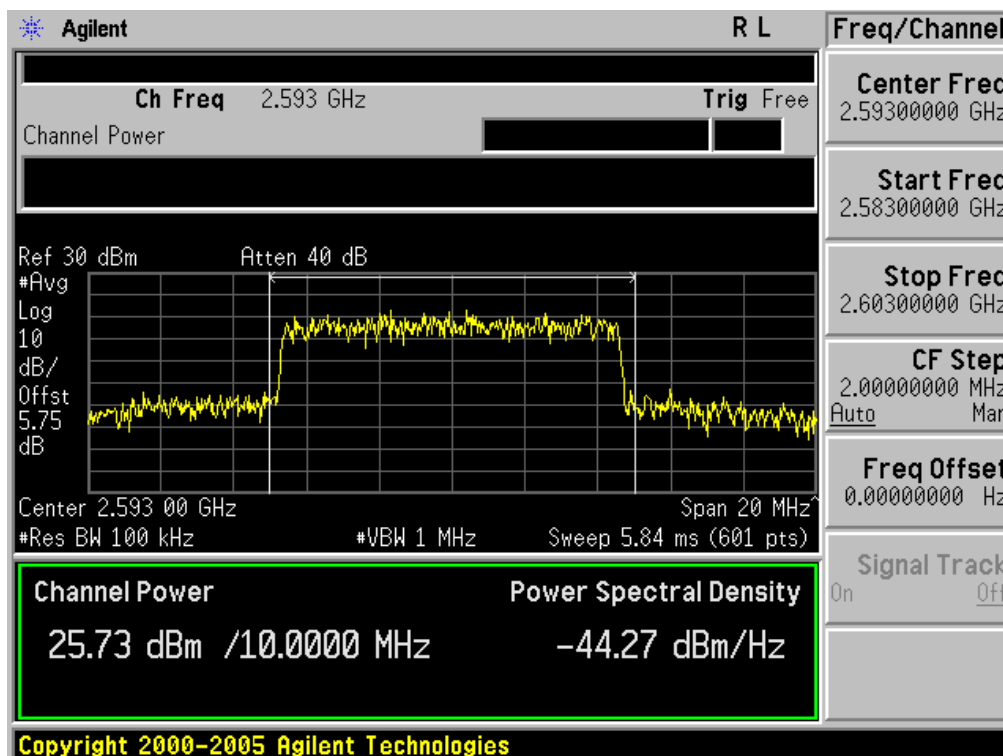 Agilent R L
Freq/Channel
Ch Freq 2.593 GHz Trig Free
Channel Power
Center Freq
2.59300000 GHz
Start Freq
2.58300000 GHz
Stop Freq
2.60300000 GHz
CF Step
2.00000000 MHz
Auto Man
Freq Offset
0.00000000 Hz
Signal Track
On Off
Ref 30 dBm Atten 40 dB
#Avg
Log
10
dB/
Offst
5.75
dB
Center 2.593 00 GHz Span 20 MHz^
#Res BW 100 kHz #VBW 1 MHz Sweep 5.84 ms (601 pts)
Channel Power Power Spectral Density
25.73 dBm /10.0000 MHz -44.27 dBm/Hz
Copyright 2000-2005 Agilent Technologies